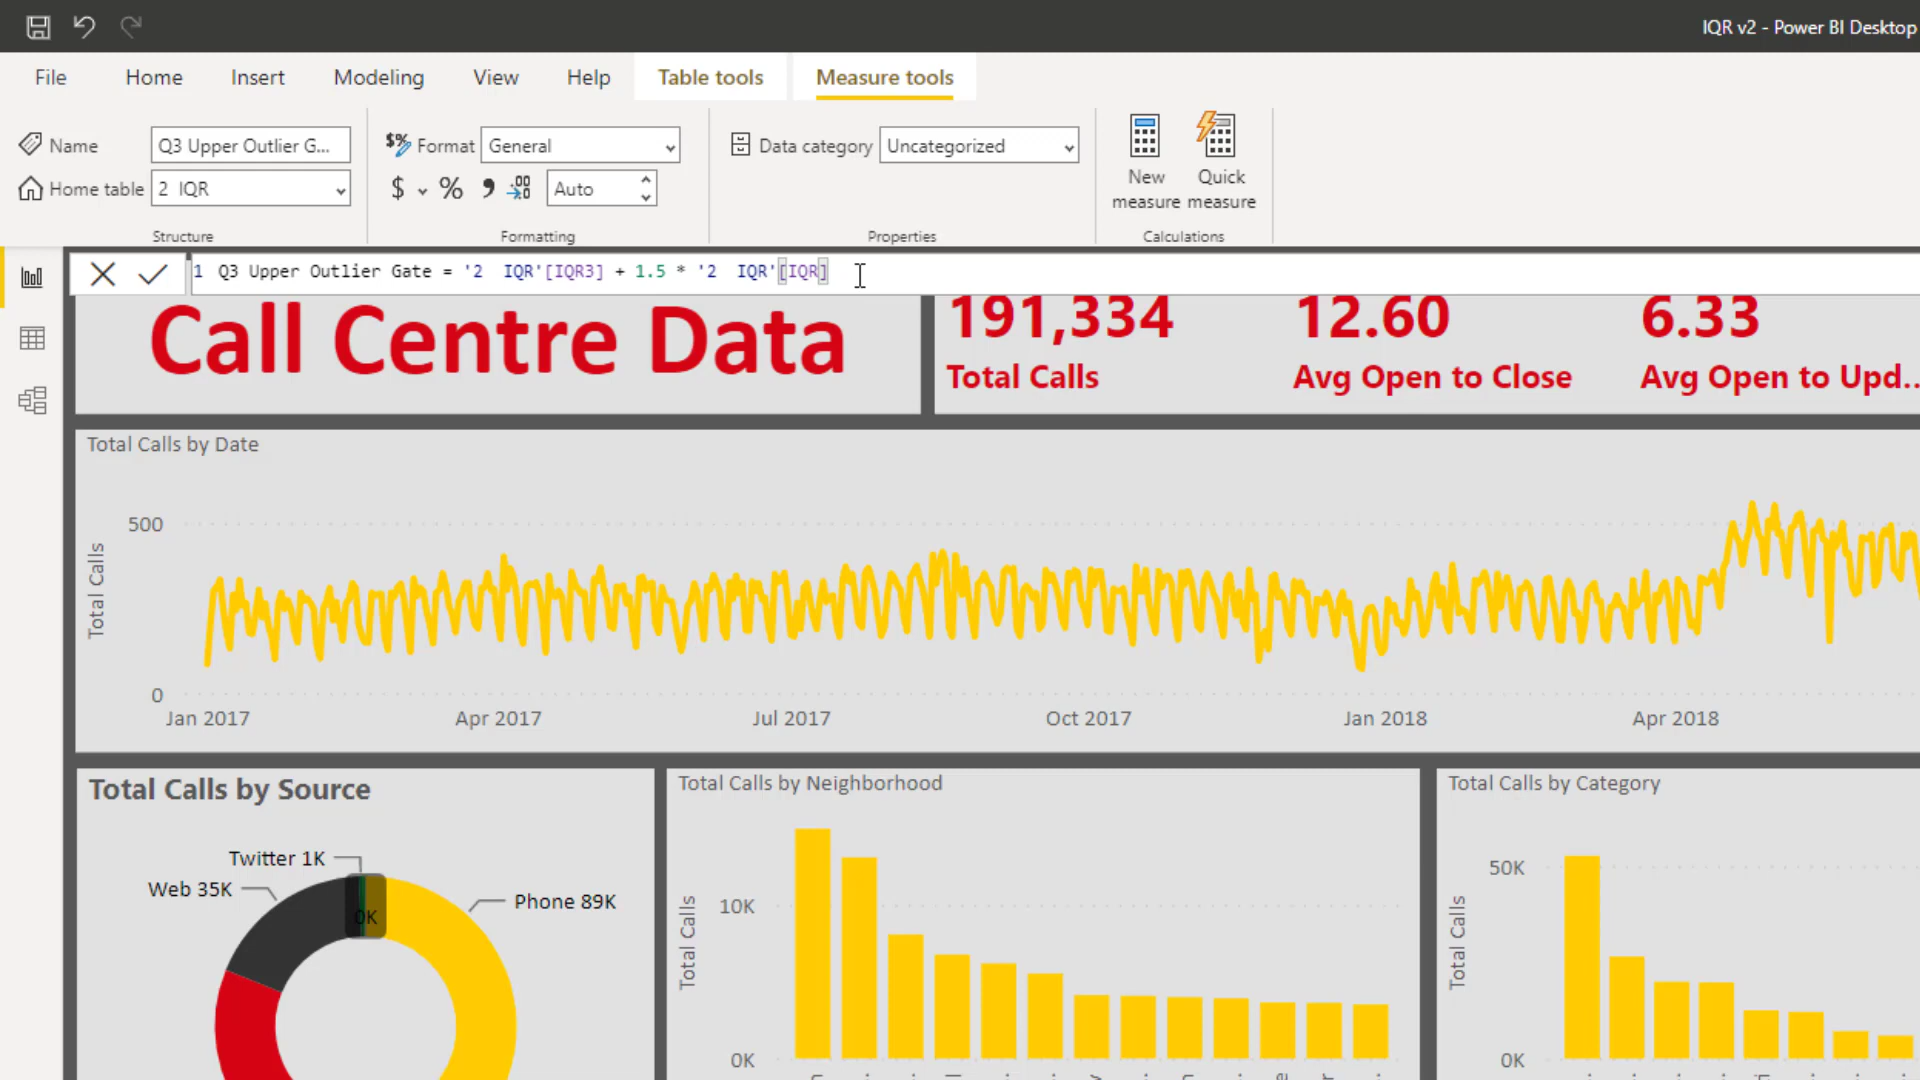 IQR v2 - Power BI Desktop
File Home Insert Modeling View Help Table tools Measure tools
Name Q3 Upper Outlier G... Format General Data category Uncategorized
Home table 2 IQR $ % Auto New measure Quick measure
Structure Formatting Properties Calculations
1 Q3 Upper Outlier Gate = '2  IQR'[IQR3] + 1.5 * '2  IQR'[IQR]
Call Centre Data
191,334 12.60 6.33
Total Calls Avg Open to Close Avg Open to Upd..
Total Calls by Date
Total Calls
500
0
Jan 2017 Apr 2017 Jul 2017 Oct 2017 Jan 2018 Apr 2018
Total Calls by Source
Twitter 1K
Web 35K
0K
Phone 89K
Total Calls by Neighborhood
Total Calls
10K
0K
Total Calls by Category
Total Calls
50K
0K